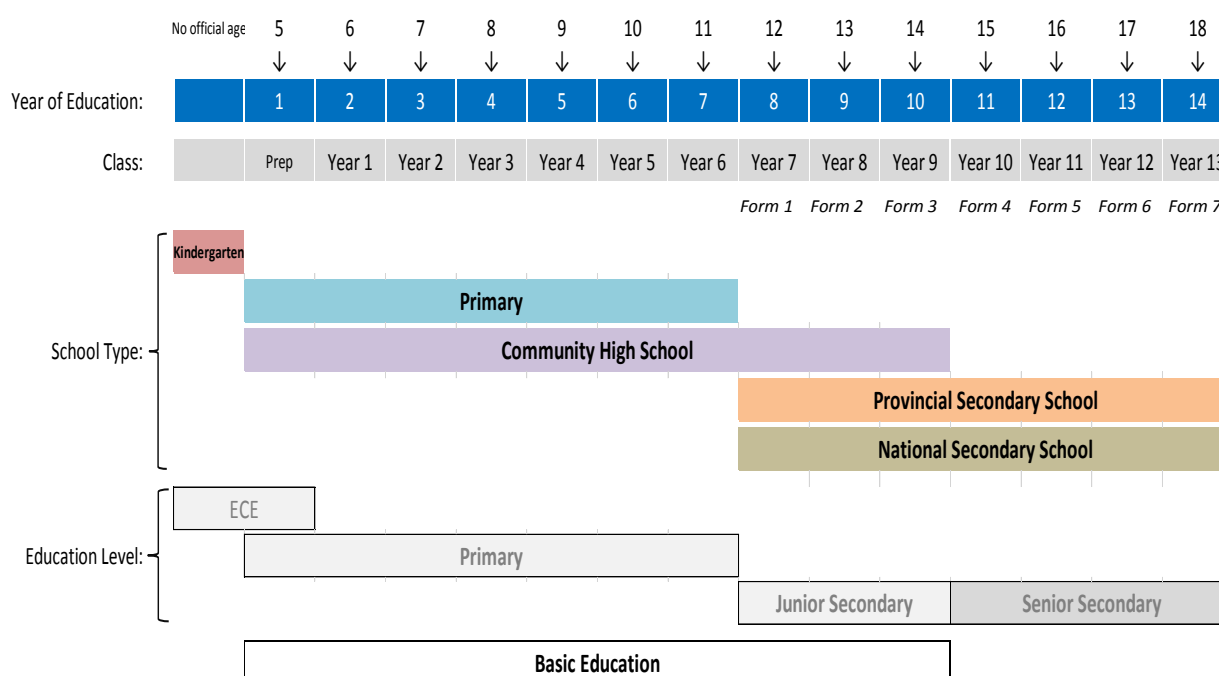 No official age 5 6 7 8 9 10 11 12 13 14 15 16 17 18
Year of Education: 1 2 3 4 5 6 7 8 9 10 11 12 13 14
Class: Prep Year 1 Year 2 Year 3 Year 4 Year 5 Year 6 Year 7 Year 8 Year 9 Year 10 Year 11 Year 12 Year 13
Form 1 Form 2 Form 3 Form 4 Form 5 Form 6 Form 7
Kindergarten
Primary
School Type: Community High School
Provincial Secondary School
National Secondary School
ECE
Education Level: Primary
Junior Secondary Senior Secondary
Basic Education